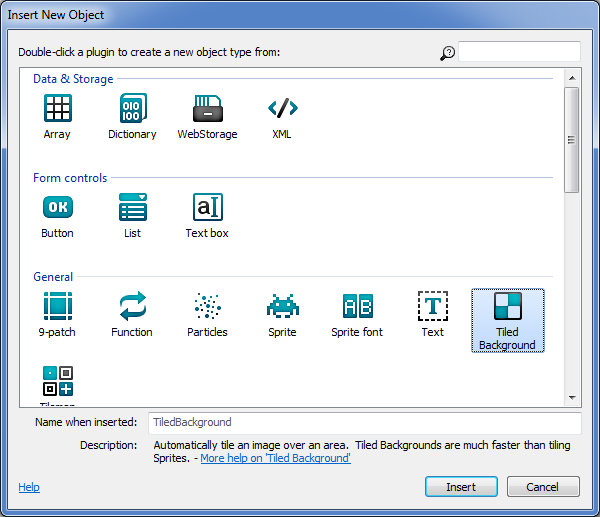 Insert New Object
Double-click a plugin to create a new object type from:
Data & Storage
Array
Dictionary
WebStorage
XML
Form controls
Button
List
Text box
General
9-patch
Function
Particles
Sprite
Sprite font
Text
Tiled
Background
Name when inserted: TiledBackground
Description: Automatically tile an image over an area. Tiled Backgrounds are much faster than tiling
Sprites. - More help on 'Tiled Background'
Help
Insert
Cancel